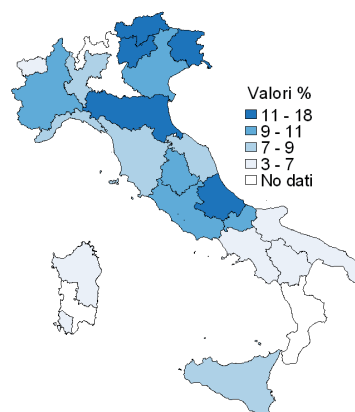 Valori %
11 - 18
9 - 11
7 - 9
3 - 7
No dati